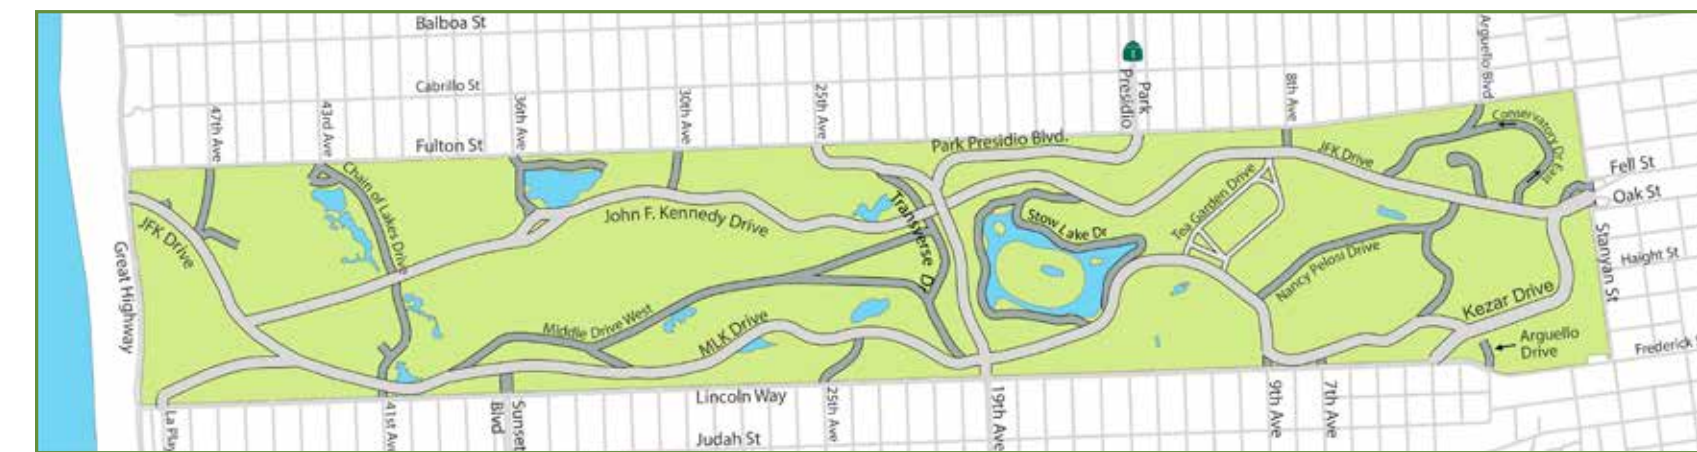 Balboa St
Cabrillo St
Fulton St
47th Ave
43rd Ave
36th Ave
30th Ave
25th Ave
Park Presidio
1
8th Ave
Arguello Blvd
Park Presidio Blvd.
Chain of Lakes Drive
John F. Kennedy Drive
JFK Drive
Transverse Dr
Stow Lake Dr
Tea Garden Drive
JFK Drive
Conservatory Dr. East
Nancy Pelosi Drive
Middle Drive West
MLK Drive
Kezar Drive
Arguello
Drive
Fell St
Oak St
Stanyan St
Haight St
Frederick
Great Highway
Lincoln Way
Judah St
La Play
41st Av
Sunset
Blvd
25th Ave
19th Ave
9th Ave
7th Ave